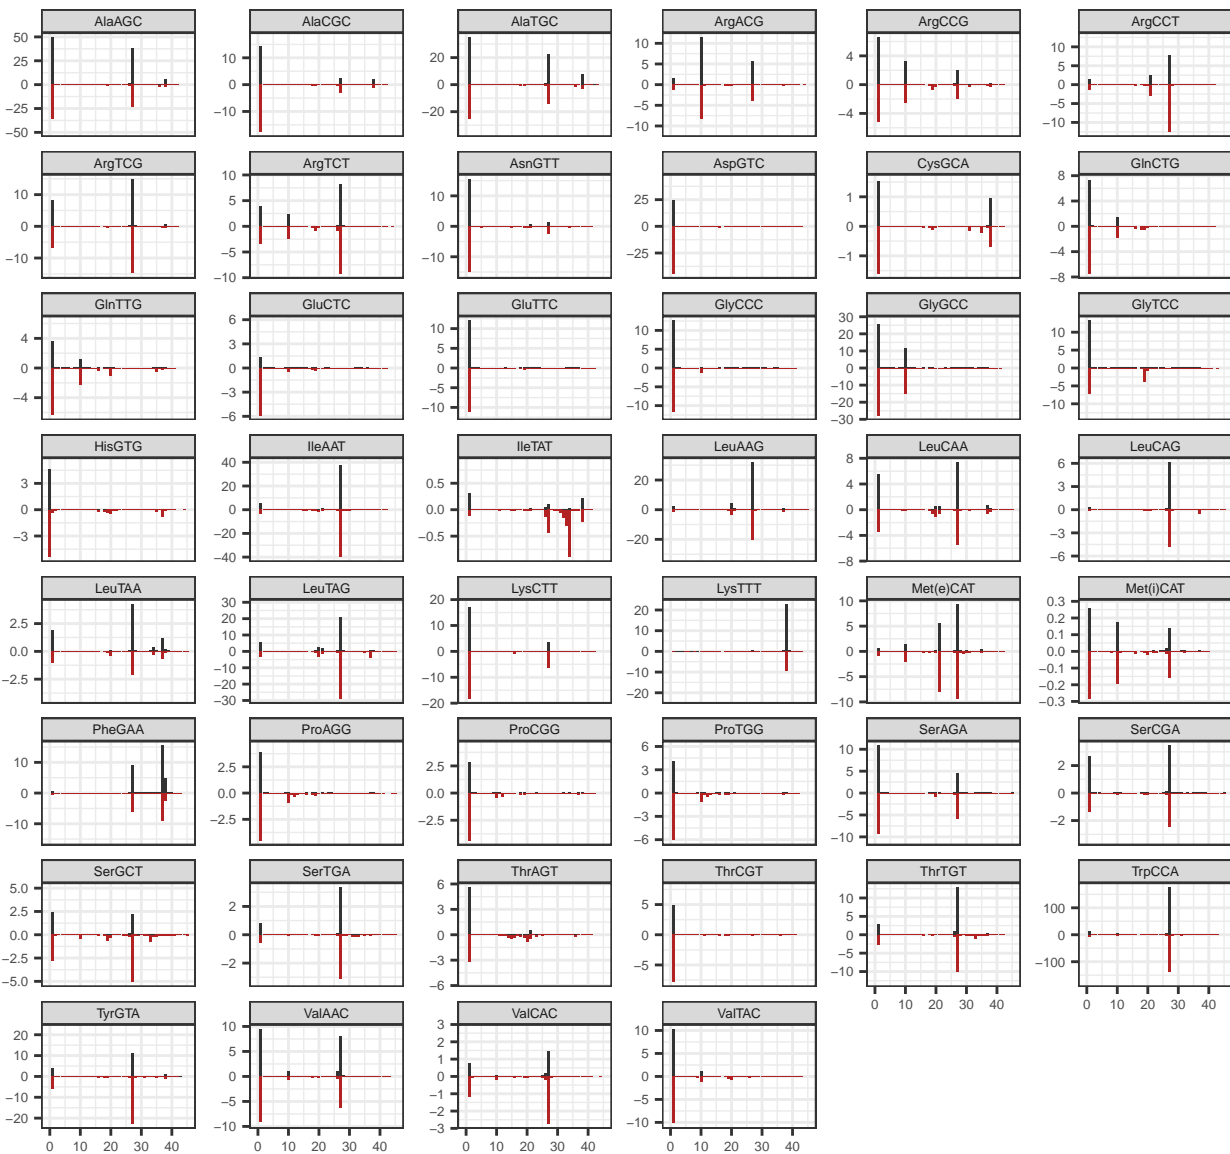 AlaAGC AlaCGC AlaTGC ArgACG ArgCCG ArgCCT
50 25 0 −25 −50
10 0 −10
20 0 −20
10 5 0 −5 −10
4 0 −4
10 5 0 −5 −10
ArgTCG ArgTCT AsnGTT AspGTC CysGCA GlnCTG
10 0 −10
10 5 0 −5 −10
10 0 −10
25 0 −25
1 0 −1
8 4 0 −4 −8
GlnTTG GluCTC GluTTC GlyCCC GlyGCC GlyTCC
4 0 −4
6 3 0 −3 −6
10 5 0 −5 −10
10 5 0 −5 −10
30 20 10 0 −10 −20 −30
10 5 0 −5 −10
HisGTG IleAAT IleTAT LeuAAG LeuCAA LeuCAG
3 0 −3
40 20 0 −20 −40
0.5 0.0 −0.5
20 0 −20
8 4 0 −4 −8
6 3 0 −3 −6
LeuTAA LeuTAG LysCTT LysTTT Met(e)CAT Met(i)CAT
2.5 0.0 −2.5
30 20 10 0 −10 −20 −30
20 10 0 −10 −20
20 10 0 −10 −20
10 5 0 −5 −10
0.3 0.2 0.1 0.0 −0.1 −0.2 −0.3
PheGAA ProAGG ProCGG ProTGG SerAGA SerCGA
10 0 −10
2.5 0.0 −2.5
2.5 0.0 −2.5
6 3 0 −3 −6
10 5 0 −5 −10
2 0 −2
SerGCT SerTGA ThrAGT ThrCGT ThrTGT TrpCCA
5.0 2.5 0.0 −2.5 −5.0
2 0 −2
6 3 0 −3 −6
5 0 −5
10 5 0 −5 −10
100 0 −100
0 10 20 30 40 0 10 20 30 40
TyrGTA ValAAC ValCAC ValTAC
20 10 0 −10 −20
10 5 0 −5 −10
3 2 1 0 −1 −2 −3
10 5 0 −5 −10
0 10 20 30 40 0 10 20 30 40 0 10 20 30 40 0 10 20 30 40